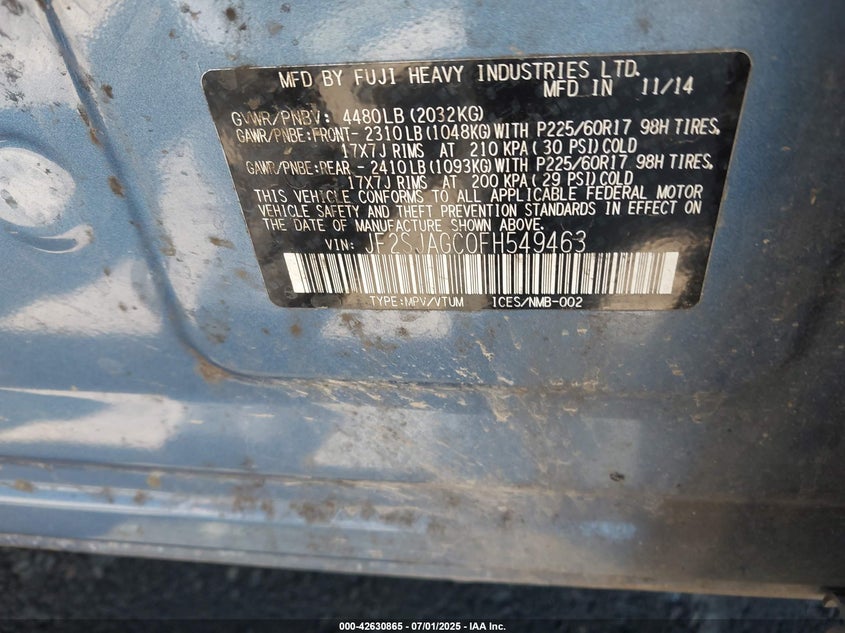 MFD BY FUJI HEAVY INDUSTRIES LTD.
MFD IN 11/14
GVWR/PNBV: 4480LB (2032KG)
GAWR/PNBE:FRONT- 2310LB (1048KG) WITH P225/60R17 98H TIRES,
17X7J RIMS AT 210 KPA ( 30 PSI) COLD
GAWR/PNBE:REAR - 2410LB (1093KG) WITH P225/60R17 98H TIRES,
17X7J RIMS AT 200 KPA ( 29 PSI) COLD
THIS VEHICLE CONFORMS TO ALL APPLICABLE FEDERAL MOTOR
VEHICLE SAFETY AND THEFT PREVENTION STANDARDS IN EFFECT ON
THE DATE OF MANUFACTURE SHOWN ABOVE.
VIN: JF2SJAGC0FH549463
TYPE:MPV/VTUM ICES/NMB-002
000-42630865 - 07/01/2025 - IAA Inc.